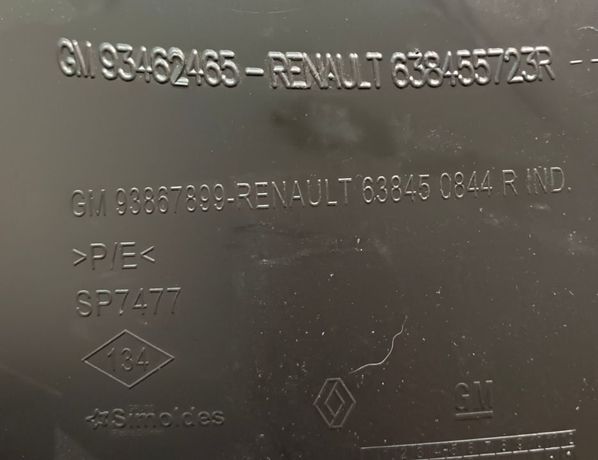 GM 93462465-RENAULT 638455723R --
GM 93867899-RENAULT 63845 0844 R IND.
>P/E<
SP7477
134
Simoldes
GM